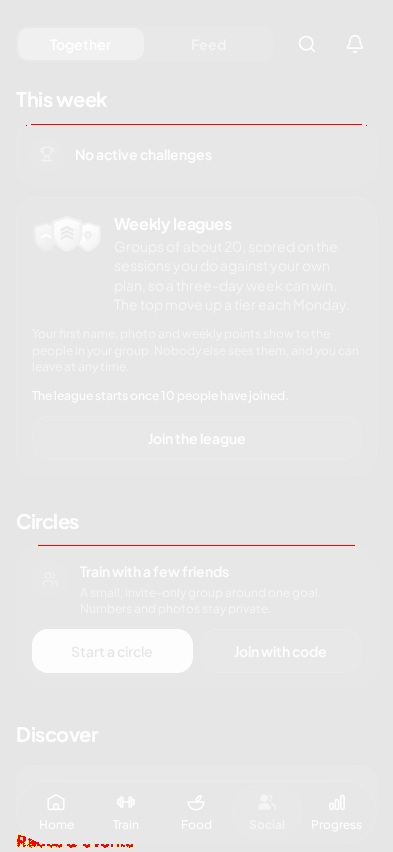 Together
Feed
This week
No active challenges
Weekly leagues
Groups of about 20, scored on the
sessions you do against your own
plan, so a three-day week can win.
The top move up a tier each Monday.
Your first name, photo and weekly points show to the
people in your group. Nobody else sees them, and you can
leave at any time.
The league starts once 10 people have joined.
Join the league
Circles
Train with a few friends
A small, invite-only group around one goal.
Numbers and photos stay private.
Start a circle
Join with code
Discover
Home
Train
Food
Social
Progress